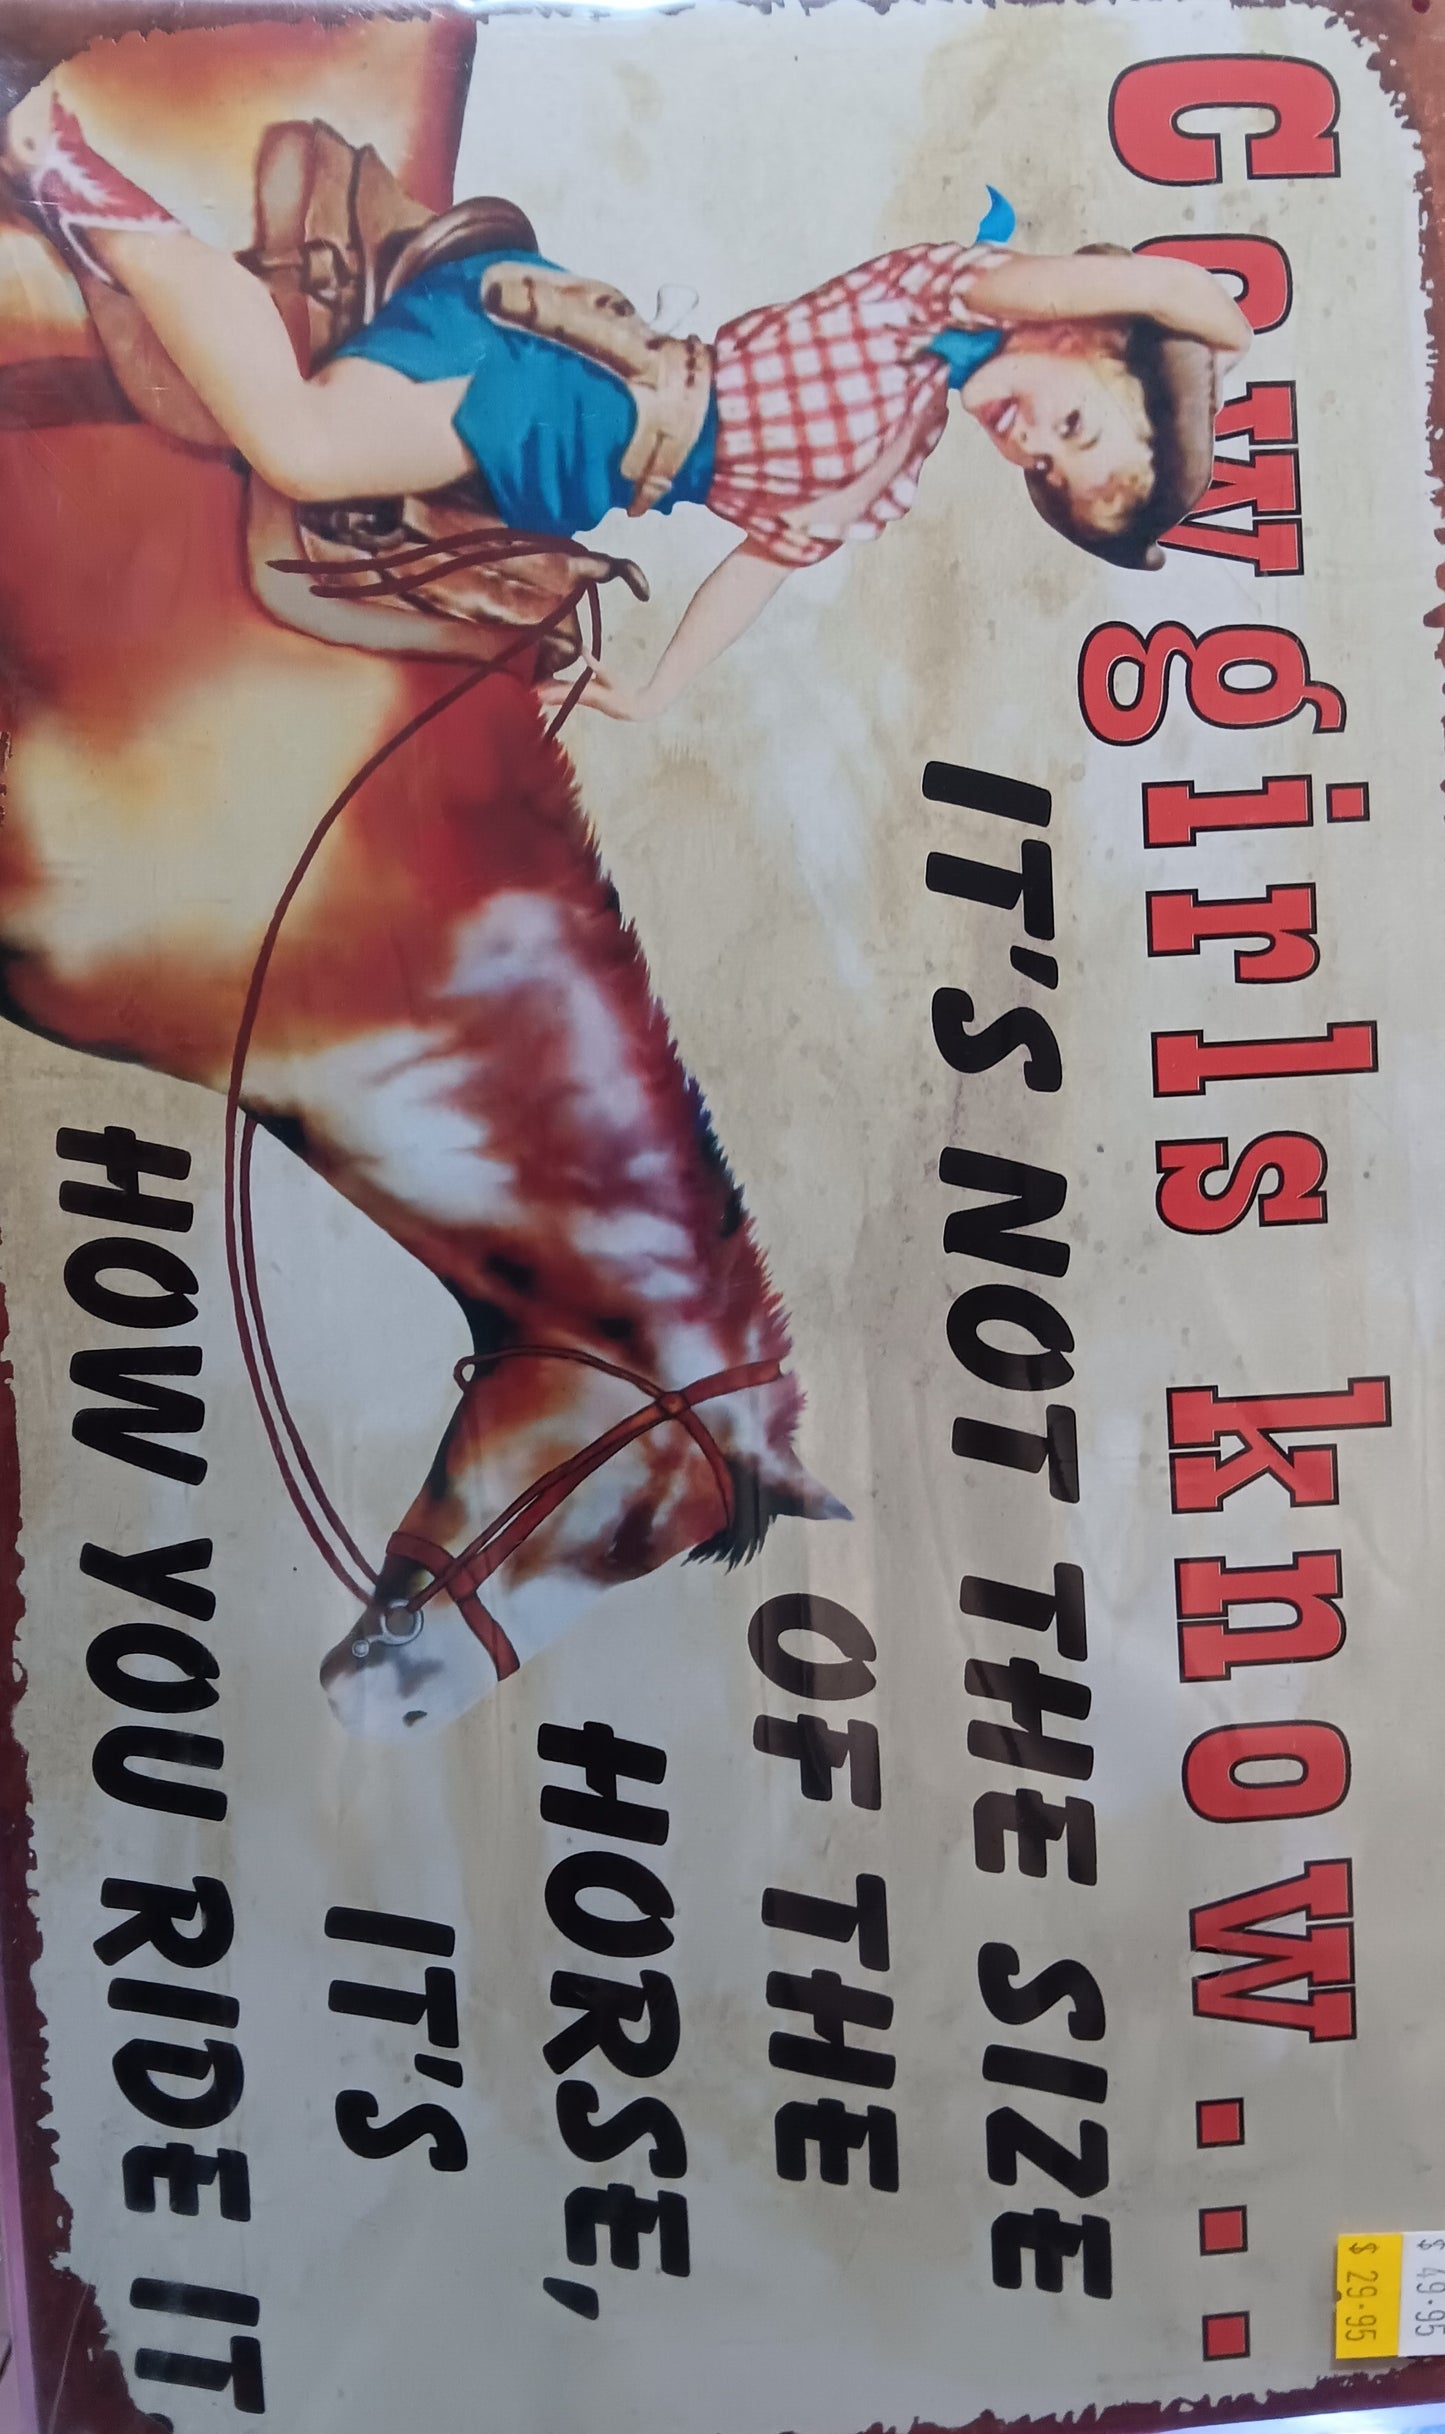 Cowgirls know...
IT'S NOT THE SIZE
OF THE
HORSE,
IT'S
HOW YOU RIDE IT.
$ 49.95
$ 29.95